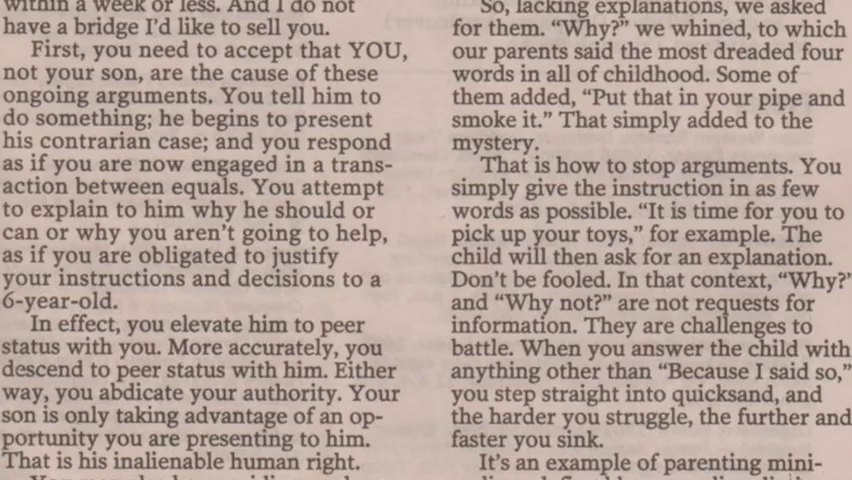 within a week or less. And I do not
have a bridge I'd like to sell you.
First, you need to accept that YOU,
not your son, are the cause of these
ongoing arguments. You tell him to
do something; he begins to present
his contrarian case; and you respond
as if you are now engaged in a trans-
action between equals. You attempt
to explain to him why he should or
can or why you aren't going to help,
as if you are obligated to justify
your instructions and decisions to a
6-year-old.
In effect, you elevate him to peer
status with you. More accurately, you
descend to peer status with him. Either
way, you abdicate your authority. Your
son is only taking advantage of an op-
portunity you are presenting to him.
That is his inalienable human right.
So, lacking explanations, we asked
for them. “Why?” we whined, to which
our parents said the most dreaded four
words in all of childhood. Some of
them added, “Put that in your pipe and
smoke it.” That simply added to the
mystery.
That is how to stop arguments. You
simply give the instruction in as few
words as possible. “It is time for you to
pick up your toys,” for example. The
child will then ask for an explanation.
Don't be fooled. In that context, “Why?”
and “Why not?” are not requests for
information. They are challenges to
battle. When you answer the child with
anything other than “Because I said so,”
you step straight into quicksand, and
the harder you struggle, the further and
faster you sink.
It's an example of parenting mini-